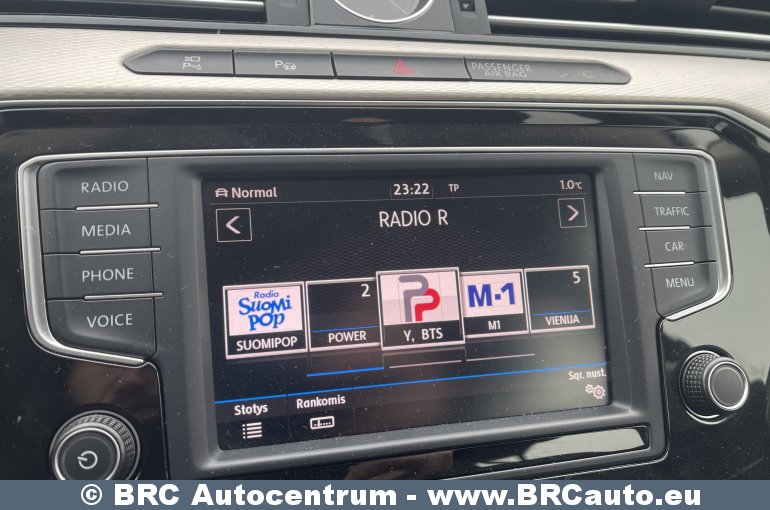 P
PASSENGER
AIR BAG
RADIO
MEDIA
PHONE
VOICE
NAV
TRAFFIC
CAR
MENU
Normal 23:22 TP 1.0°C
< RADIO R >
Radio
SUOMI
POP
SUOMIPOP
2
POWER
Y, BTS
M-1
M1
5
VIENIJA
Stotys Rankomis Sąr. nust.
© BRC Autocentrum - www.BRCauto.eu